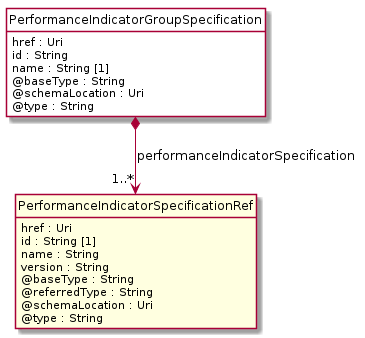 PerformanceIndicatorGroupSpecification
href : Uri
id : String
name : String [1]
@baseType : String
@schemaLocation : Uri
@type : String
performanceIndicatorSpecification
1..*
PerformanceIndicatorSpecificationRef
href : Uri
id : String [1]
name : String
version : String
@baseType : String
@referredType : String
@schemaLocation : Uri
@type : String